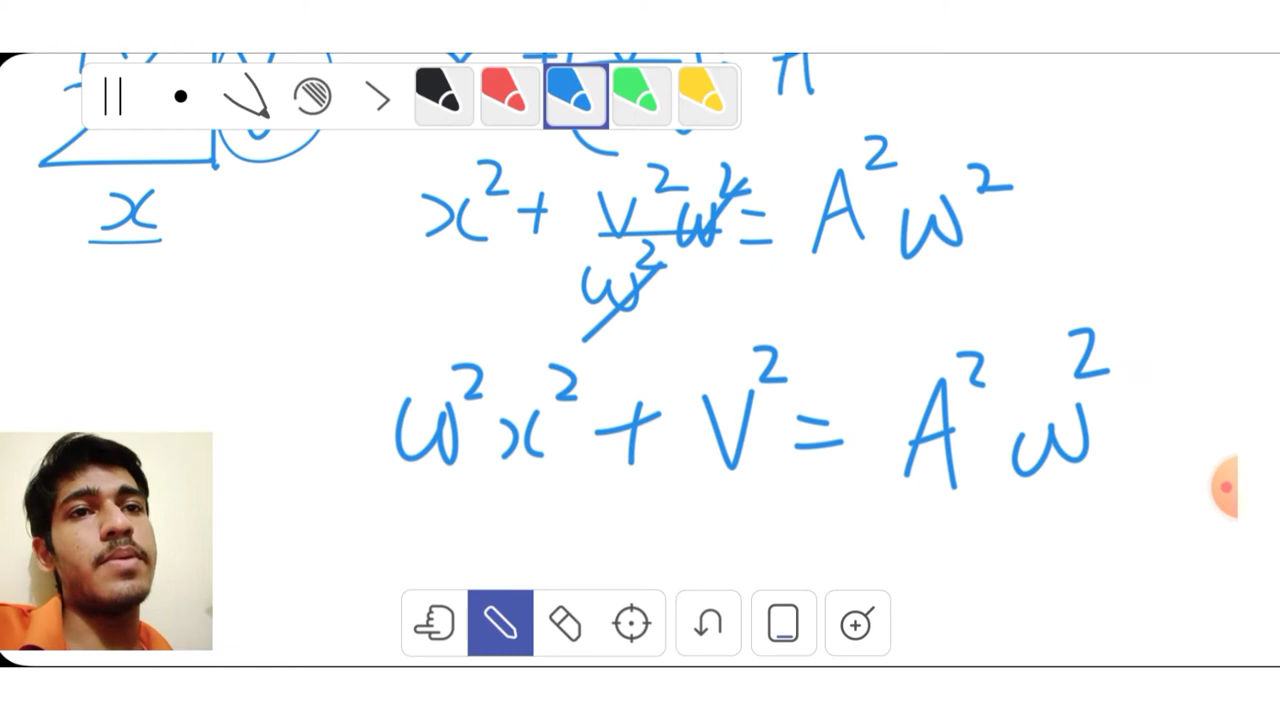 A
x
x² + V²ω²/ω² = A²ω²
ω²x² + V² = A²ω²